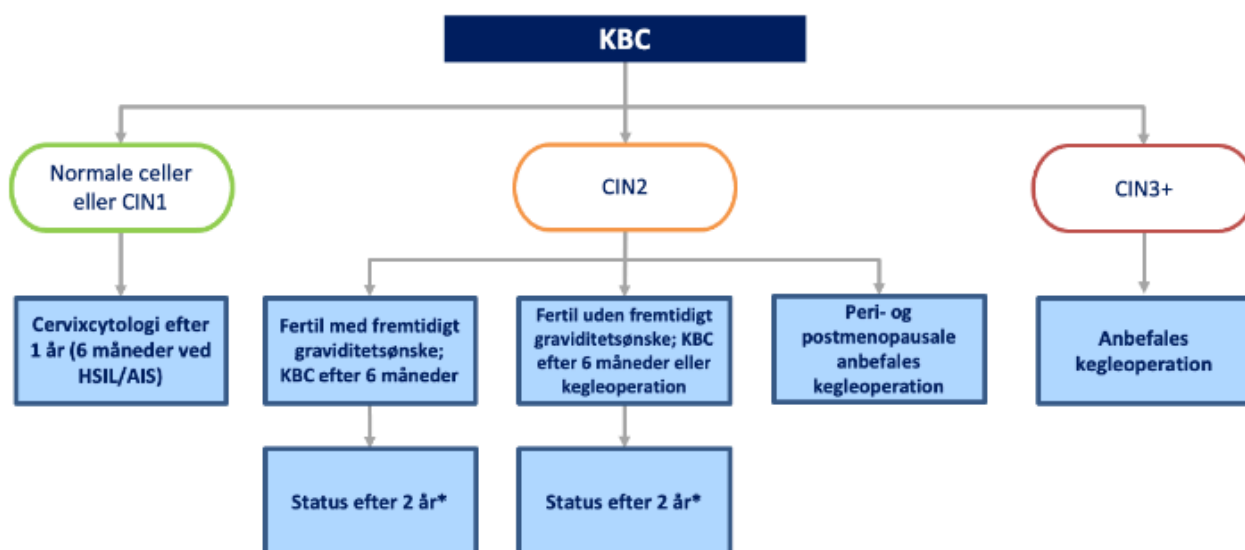 KBC
Normale celler
eller CIN1
CIN2
CIN3+
Cervixcytologi efter
1 år (6 måneder ved
HSIL/AIS)
Fertil med fremtidigt
graviditetsønske;
KBC efter 6 måneder
Fertil uden fremtidigt
graviditetsønske; KBC
efter 6 måneder eller
kegleoperation
Peri- og
postmenopausale
anbefales
kegleoperation
Anbefales
kegleoperation
Status efter 2 år*
Status efter 2 år*